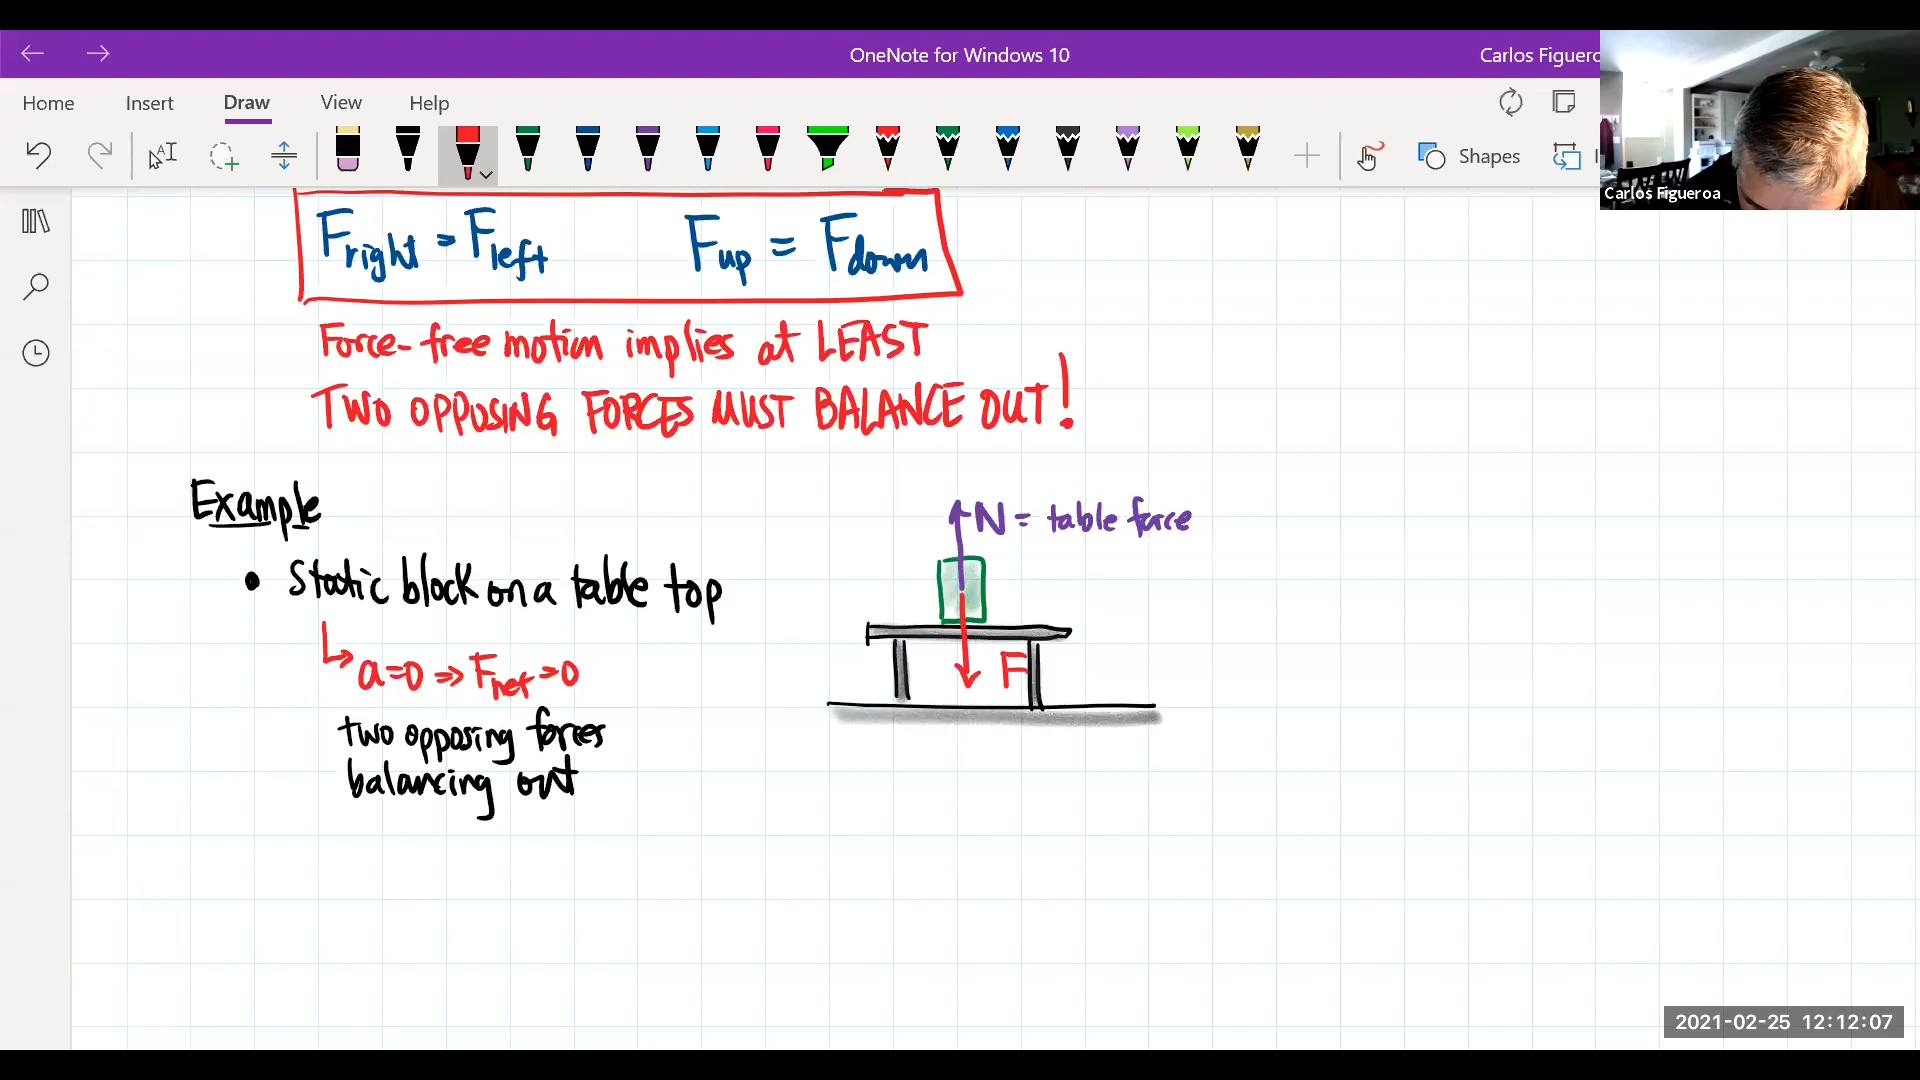 OneNote for Windows 10
Carlos Figuero
Home Insert Draw View Help
Shapes
Carlos Figueroa
Fright = Fleft Fup = Fdown
Force-free motion implies at LEAST
TWO OPPOSING FORCES MUST BALANCE OUT!
Example
• Static block on a table top
a=0 ⇒ Fnet=0
two opposing forces
balancing out
N = table force
F
2021-02-25 12:12:07